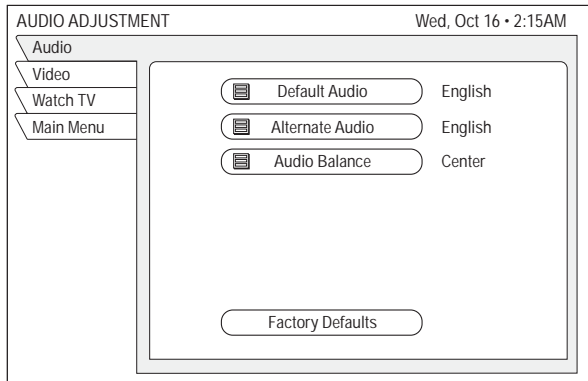 AUDIO ADJUSTMENT
Wed, Oct 16 • 2:15AM
Audio
Video
Watch TV
Main Menu
Default Audio English
Alternate Audio English
Audio Balance Center
Factory Defaults